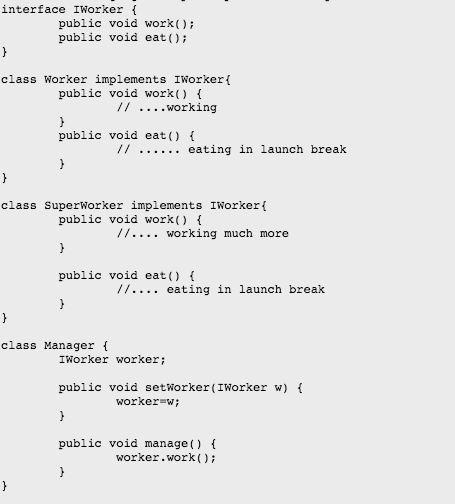 interface IWorker {
        public void work();
        public void eat();
}

class Worker implements IWorker{
        public void work() {
                // ....working
        }
        public void eat() {
                // ...... eating in launch break
        }
}

class SuperWorker implements IWorker{
        public void work() {
                //.... working much more
        }

        public void eat() {
                //.... eating in launch break
        }
}

class Manager {
        IWorker worker;

        public void setWorker(IWorker w) {
                worker=w;
        }

        public void manage() {
                worker.work();
        }
}